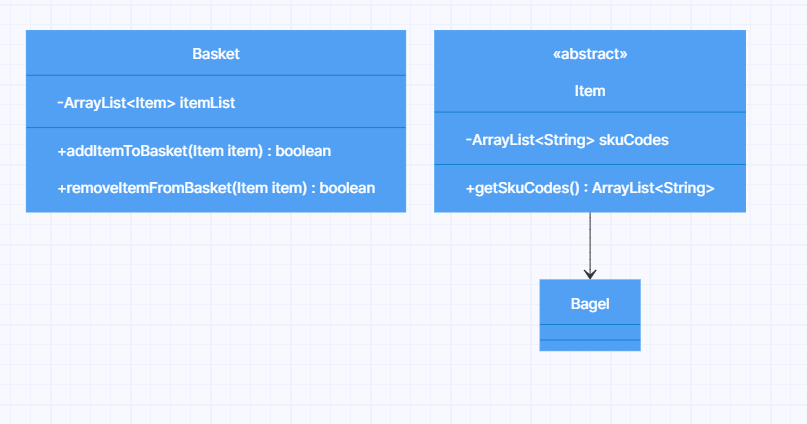 Basket
-ArrayList<Item> itemList
+addItemToBasket(Item item) : boolean
+removeItemFromBasket(Item item) : boolean
«abstract»
Item
-ArrayList<String> skuCodes
+getSkuCodes() : ArrayList<String>
Bagel